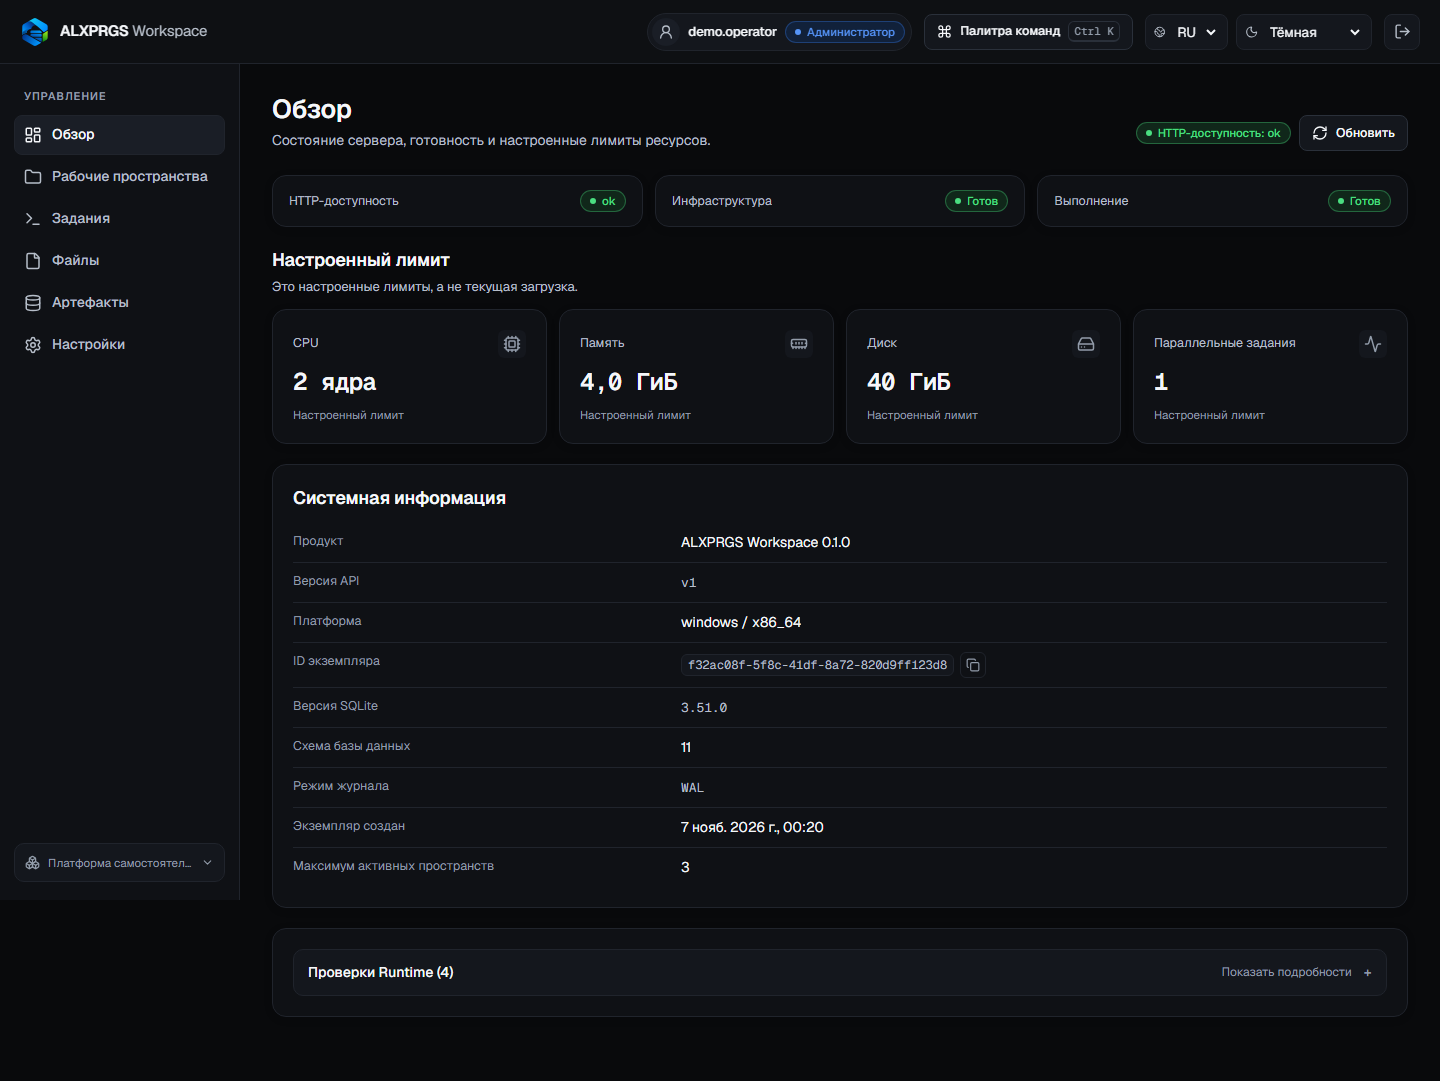 ALXPRGS Workspace
demo.operator
Администратор
Палитра команд
Ctrl K
RU
Тёмная
УПРАВЛЕНИЕ
Обзор
Рабочие пространства
Задания
Файлы
Артефакты
Настройки
Платформа самостоятел…
Обзор
Состояние сервера, готовность и настроенные лимиты ресурсов.
HTTP-доступность: ok
Обновить
HTTP-доступность
ok
Инфраструктура
Готов
Выполнение
Готов
Настроенный лимит
Это настроенные лимиты, а не текущая загрузка.
CPU
2 ядра
Настроенный лимит
Память
4,0 ГиБ
Настроенный лимит
Диск
40 ГиБ
Настроенный лимит
Параллельные задания
1
Настроенный лимит
Системная информация
Продукт
ALXPRGS Workspace 0.1.0
Версия API
v1
Платформа
windows / x86_64
ID экземпляра
f32ac08f-5f8c-41df-8a72-820d9ff123d8
Версия SQLite
3.51.0
Схема базы данных
11
Режим журнала
WAL
Экземпляр создан
7 нояб. 2026 г., 00:20
Максимум активных пространств
3
Проверки Runtime (4)
Показать подробности +